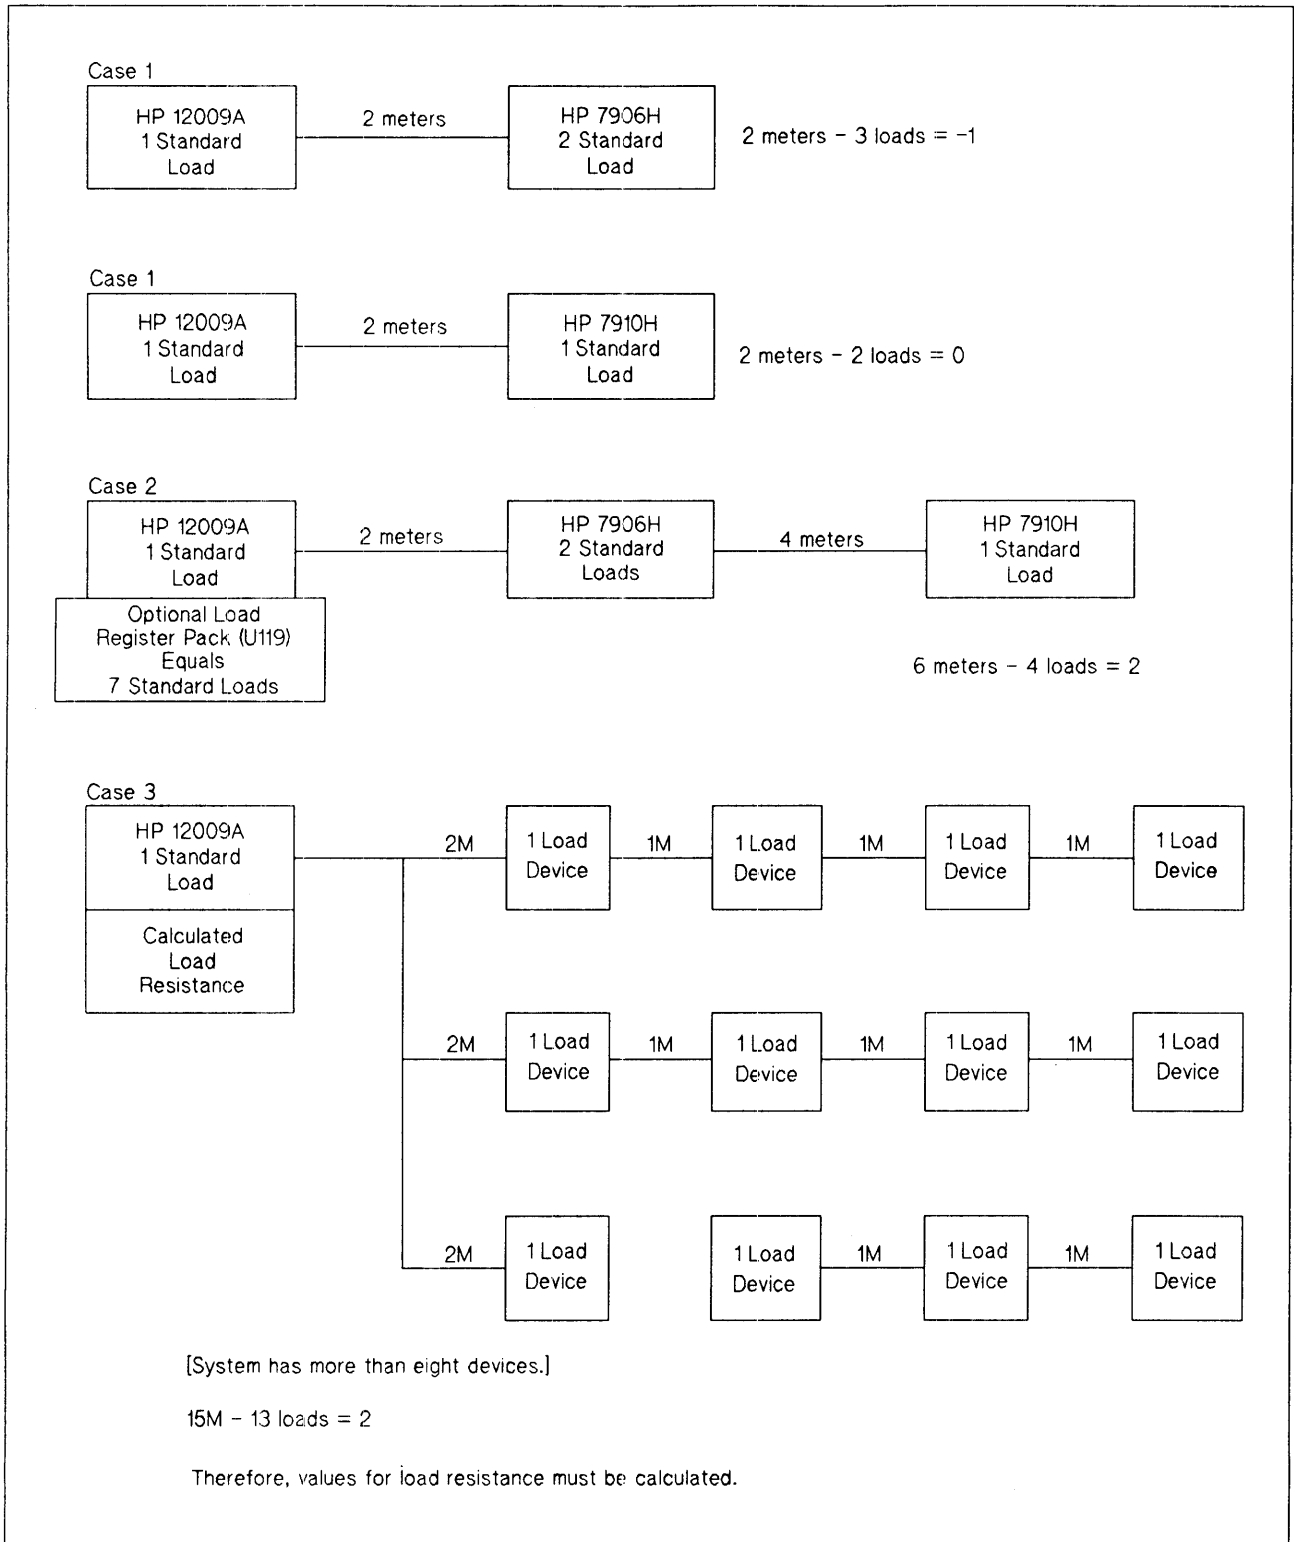 Case 1
HP 12009A
1 Standard
Load
2 meters
HP 7906H
2 Standard
Load
2 meters - 3 loads = -1
Case 1
HP 12009A
1 Standard
Load
2 meters
HP 7910H
1 Standard
Load
2 meters - 2 loads = 0
Case 2
HP 12009A
1 Standard
Load
Optional Load
Register Pack (U119)
Equals
7 Standard Loads
2 meters
HP 7906H
2 Standard
Loads
4 meters
HP 7910H
1 Standard
Load
6 meters - 4 loads = 2
Case 3
HP 12009A
1 Standard
Load
Calculated
Load
Resistance
2M
1 Load
Device
1M
1 Load
Device
1M
1 Load
Device
1M
1 Load
Device
2M
1 Load
Device
1M
1 Load
Device
1M
1 Load
Device
1M
1 Load
Device
2M
1 Load
Device
1 Load
Device
1M
1 Load
Device
1M
1 Load
Device
[System has more than eight devices.]
15M - 13 loads = 2
Therefore, values for load resistance must be calculated.